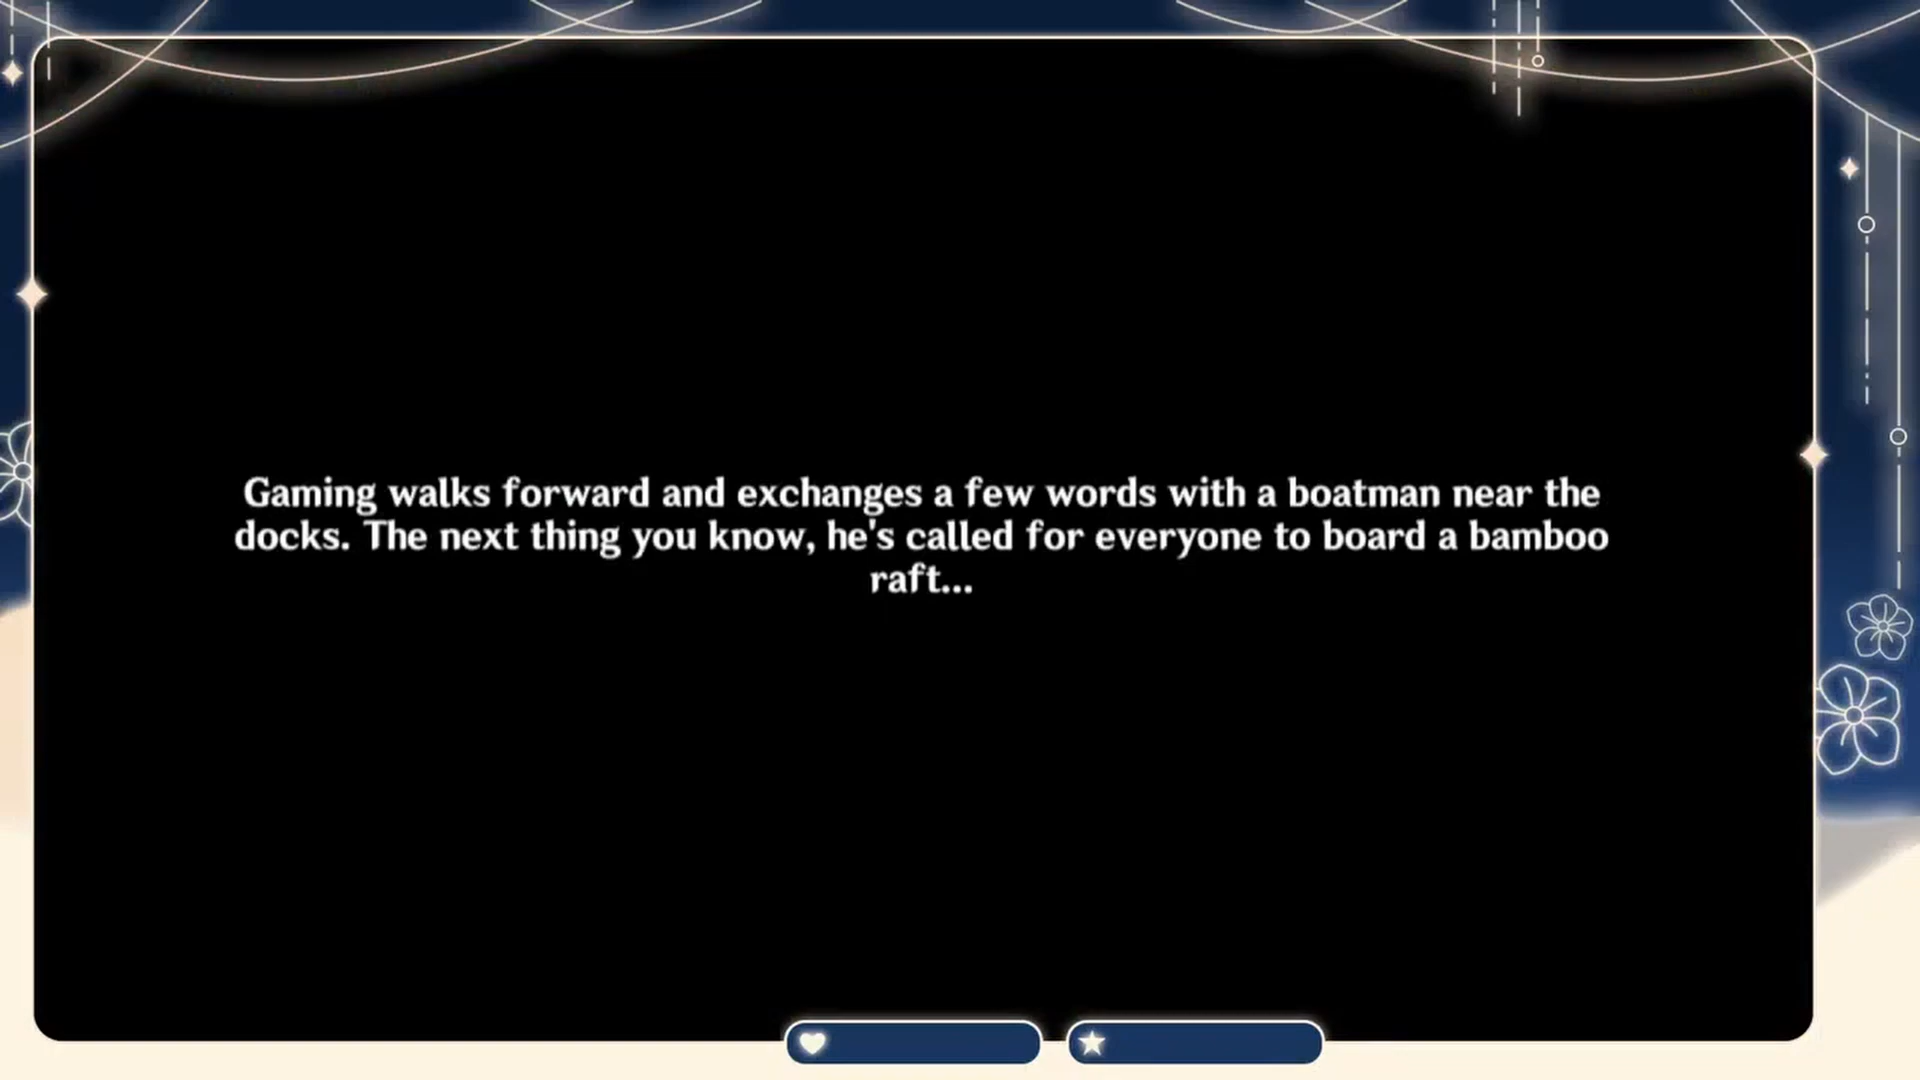 Gaming walks forward and exchanges a few words with a boatman near the
docks. The next thing you know, he's called for everyone to board a bamboo
raft...